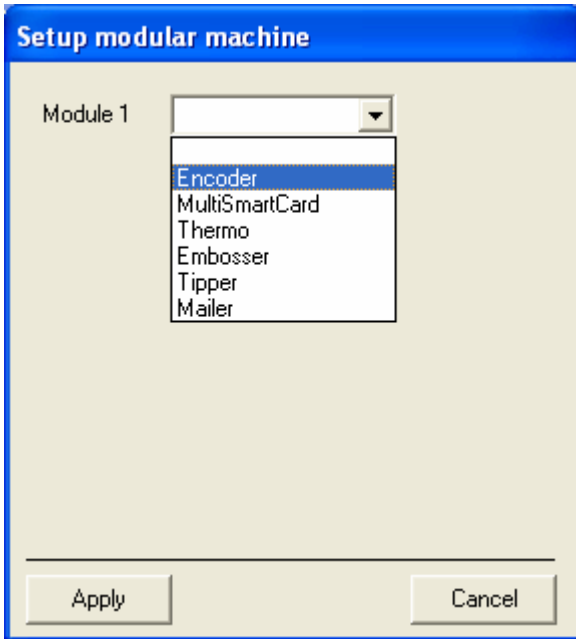 Setup modular machine
Module 1
Encoder
MultiSmartCard
Thermo
Embosser
Tipper
Mailer
Apply
Cancel